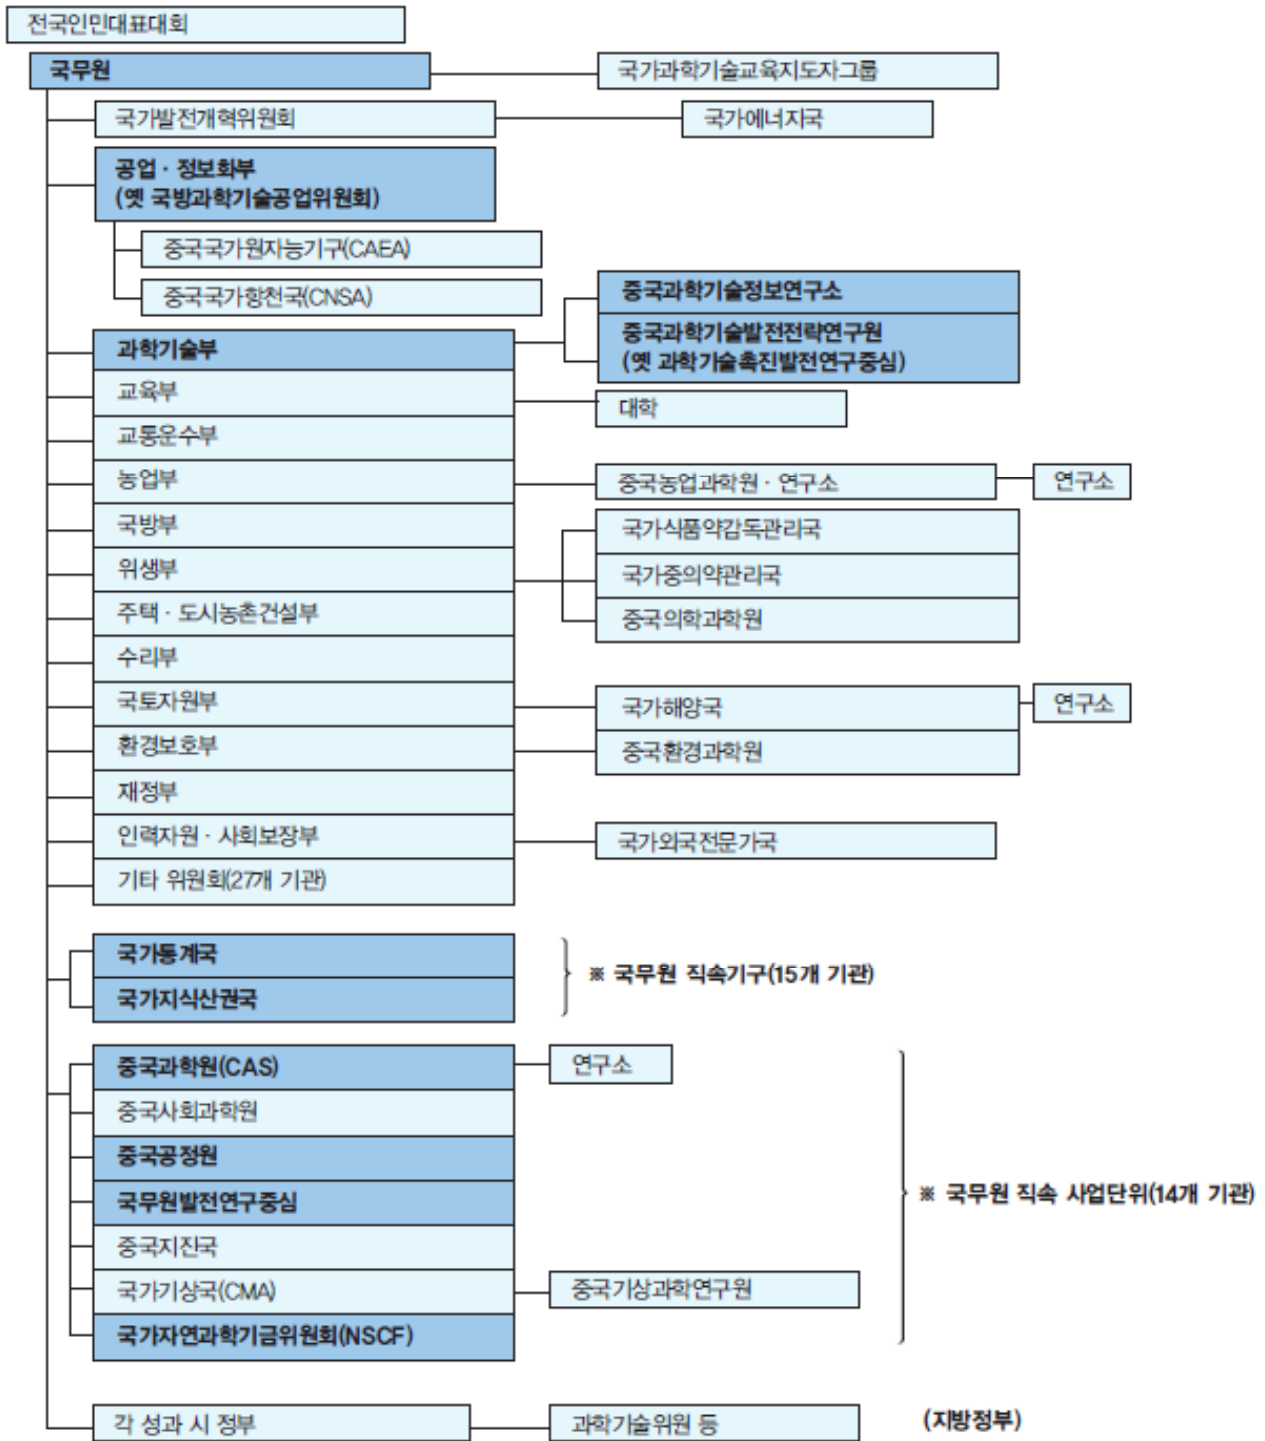 전국인민대표대회
국무원
국가과학기술교육지도자그룹
국가발전개혁위원회
국가에너지국
공업 · 정보화부
(옛 국방과학기술공업위원회)
중국국가원자능기구(CAEA)
중국국가항천국(CNSA)
중국과학기술정보연구소
중국과학기술발전전략연구원
(옛 과학기술촉진발전연구중심)
과학기술부
교육부
대학
교통운수부
농업부
중국농업과학원 · 연구소
연구소
국방부
국가식품약감독관리국
위생부
국가중의약관리국
주택 · 도시농촌건설부
중국의학과학원
수리부
국토자원부
국가해양국
연구소
환경보호부
중국환경과학원
재정부
인력자원 · 사회보장부
국가외국전문가국
기타 위원회(27개 기관)
국가통계국
국가지식산권국
※ 국무원 직속기구(15개 기관)
중국과학원(CAS)
연구소
중국사회과학원
중국공정원
국무원발전연구중심
※ 국무원 직속 사업단위(14개 기관)
중국지진국
국가기상국(CMA)
중국기상과학연구원
국가자연과학기금위원회(NSCF)
각 성과 시 정부
과학기술위원 등
(지방정부)